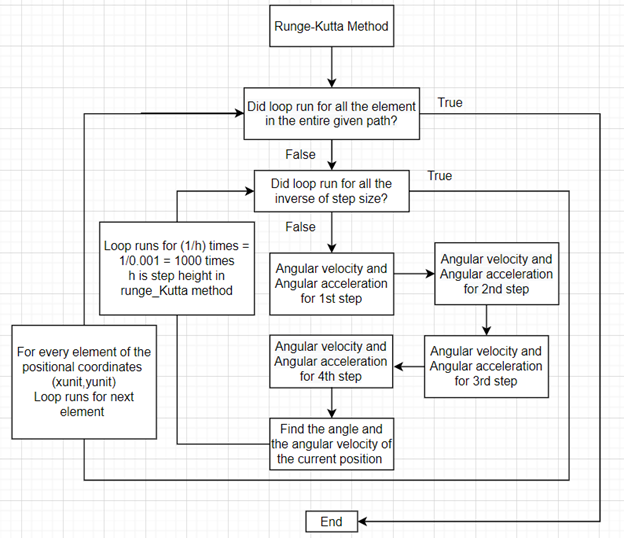 Runge-Kutta Method
Did loop run for all the element
in the entire given path?
True
False
Did loop run for all the
inverse of step size?
True
False
Loop runs for (1/h) times =
1/0.001 = 1000 times
h is step height in
runge_Kutta method
Angular velocity and
Angular acceleration
for 1st step
Angular velocity and
Angular acceleration
for 2nd step
For every element of the
positional coordinates
(xunit,yunit)
Loop runs for next
element
Angular velocity and
Angular acceleration
for 4th step
Angular velocity and
Angular acceleration
for 3rd step
Find the angle and
the angular velocity of
the current position
End